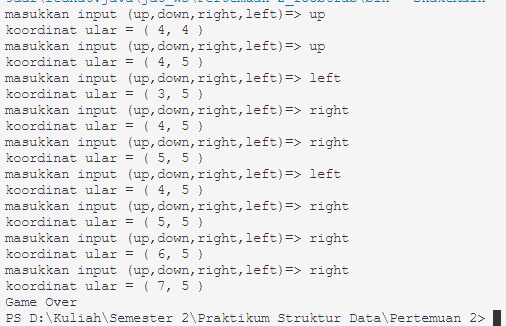 masukkan input (up,down,right,left)=> up
koordinat ular = ( 4, 4 )
masukkan input (up,down,right,left)=> up
koordinat ular = ( 4, 5 )
masukkan input (up,down,right,left)=> left
koordinat ular = ( 3, 5 )
masukkan input (up,down,right,left)=> right
koordinat ular = ( 4, 5 )
masukkan input (up,down,right,left)=> right
koordinat ular = ( 5, 5 )
masukkan input (up,down,right,left)=> left
koordinat ular = ( 4, 5 )
masukkan input (up,down,right,left)=> right
koordinat ular = ( 5, 5 )
masukkan input (up,down,right,left)=> right
koordinat ular = ( 6, 5 )
masukkan input (up,down,right,left)=> right
koordinat ular = ( 7, 5 )
Game Over
PS D:\Kuliah\Semester 2\Praktikum Struktur Data\Pertemuan 2>